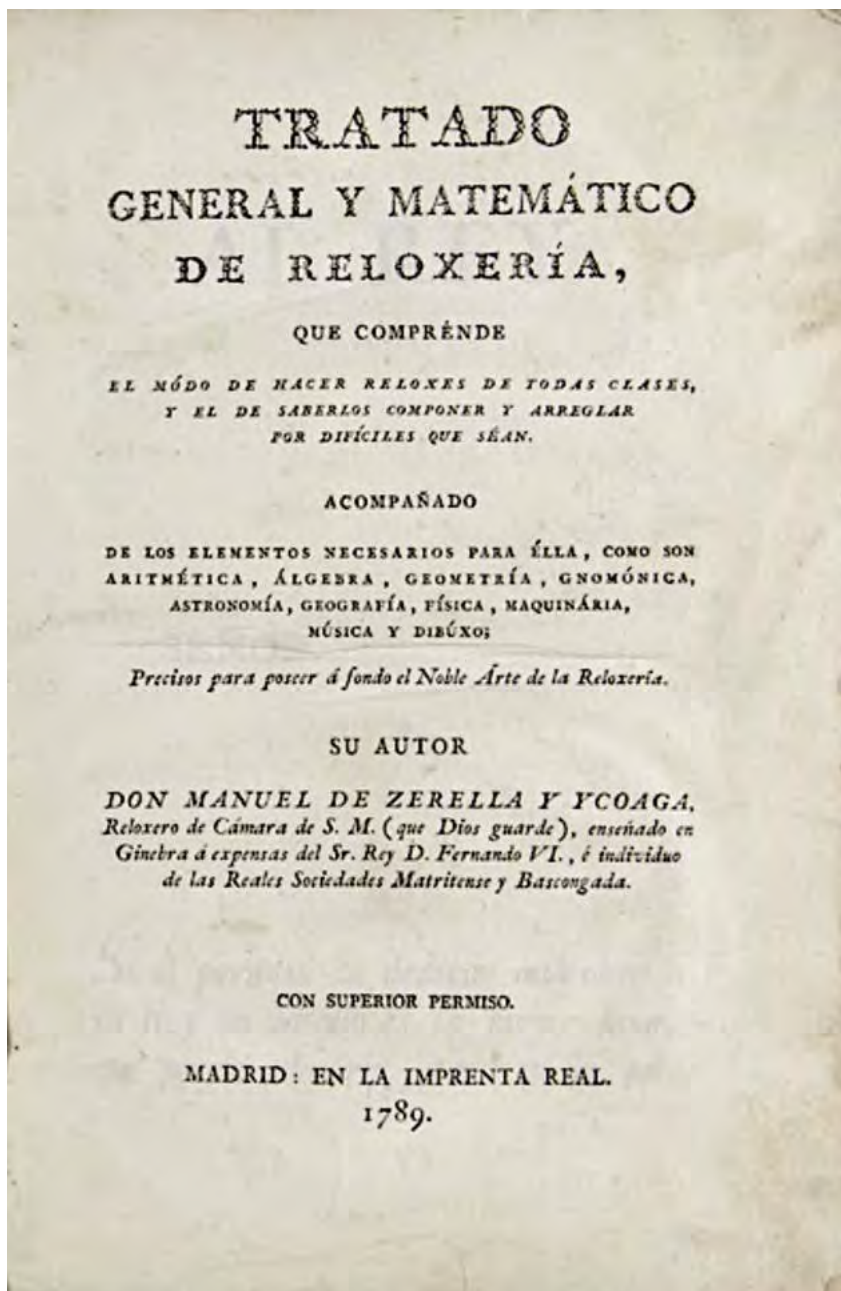 TRATADO
GENERAL Y MATEMÁTICO
DE RELOXERÍA,
QUE COMPRÉNDE
EL MÓDO DE HACER RELOXES DE TODAS CLASES,
Y EL DE SABERLOS COMPONER Y ARREGLAR
POR DIFÍCILES QUE SÉAN.
ACOMPAÑADO
DE LOS ELEMENTOS NECESARIOS PARA ÉLLA, COMO SON
ARITMÉTICA, ÁLGEBRA, GEOMETRÍA, GNOMÓNICA,
ASTRONOMÍA, GEOGRAFÍA, FÍSICA, MAQUINÁRIA,
MÚSICA Y DIBÚXO;
Precisos para poseer á fondo el Noble Árte de la Reloxería.
SU AUTOR
DON MANUEL DE ZERELLA Y YCOAGA,
Reloxero de Cámara de S. M. (que Dios guarde), enseñado en
Ginebra á expensas del Sr. Rey D. Fernando VI., é individuo
de las Reales Sociedades Matritense y Bascongada.
CON SUPERIOR PERMISO.
MADRID: EN LA IMPRENTA REAL.
1789.